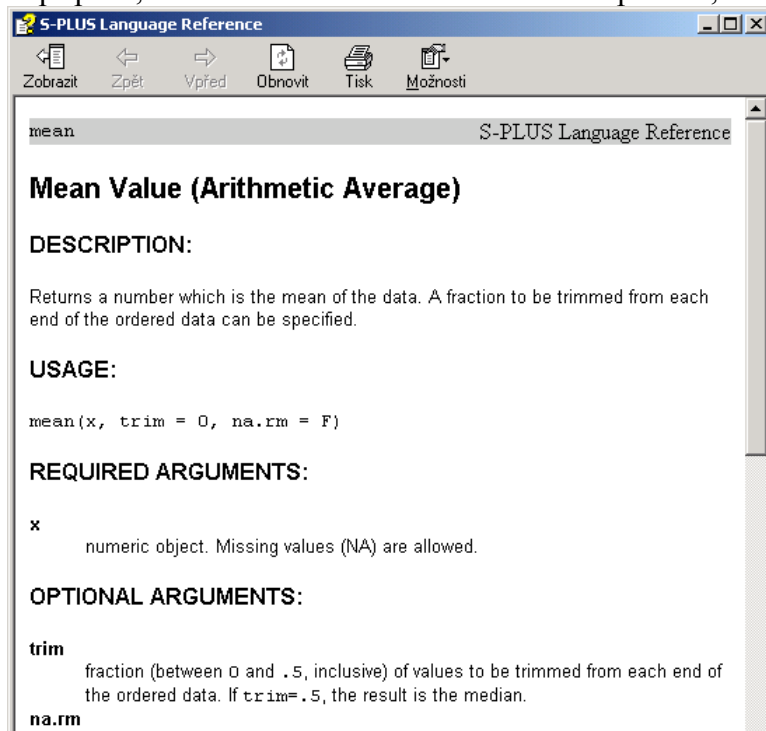 S-PLUS Language Reference
Zobrazit Zpět Vpřed Obnovit Tisk Možnosti
mean S-PLUS Language Reference
Mean Value (Arithmetic Average)
DESCRIPTION:
Returns a number which is the mean of the data. A fraction to be trimmed from each
end of the ordered data can be specified.
USAGE:
mean(x, trim = 0, na.rm = F)
REQUIRED ARGUMENTS:
x
numeric object. Missing values (NA) are allowed.
OPTIONAL ARGUMENTS:
trim
fraction (between 0 and .5, inclusive) of values to be trimmed from each end of
the ordered data. If trim=.5, the result is the median.
na.rm